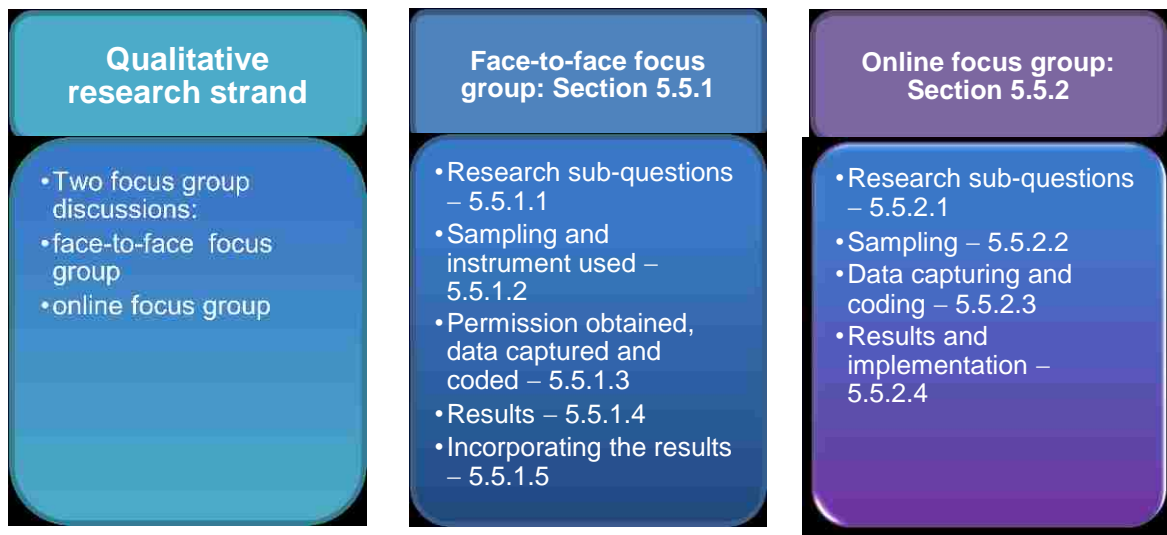 Qualitative
research strand
•Two focus group
discussions:
•face-to-face focus
group
•online focus group
Face-to-face focus
group: Section 5.5.1
•Research sub-questions
– 5.5.1.1
•Sampling and
instrument used –
5.5.1.2
•Permission obtained,
data captured and
coded – 5.5.1.3
•Results – 5.5.1.4
•Incorporating the results
– 5.5.1.5
Online focus group:
Section 5.5.2
•Research sub-questions
– 5.5.2.1
•Sampling – 5.5.2.2
•Data capturing and
coding – 5.5.2.3
•Results and
implementation –
5.5.2.4